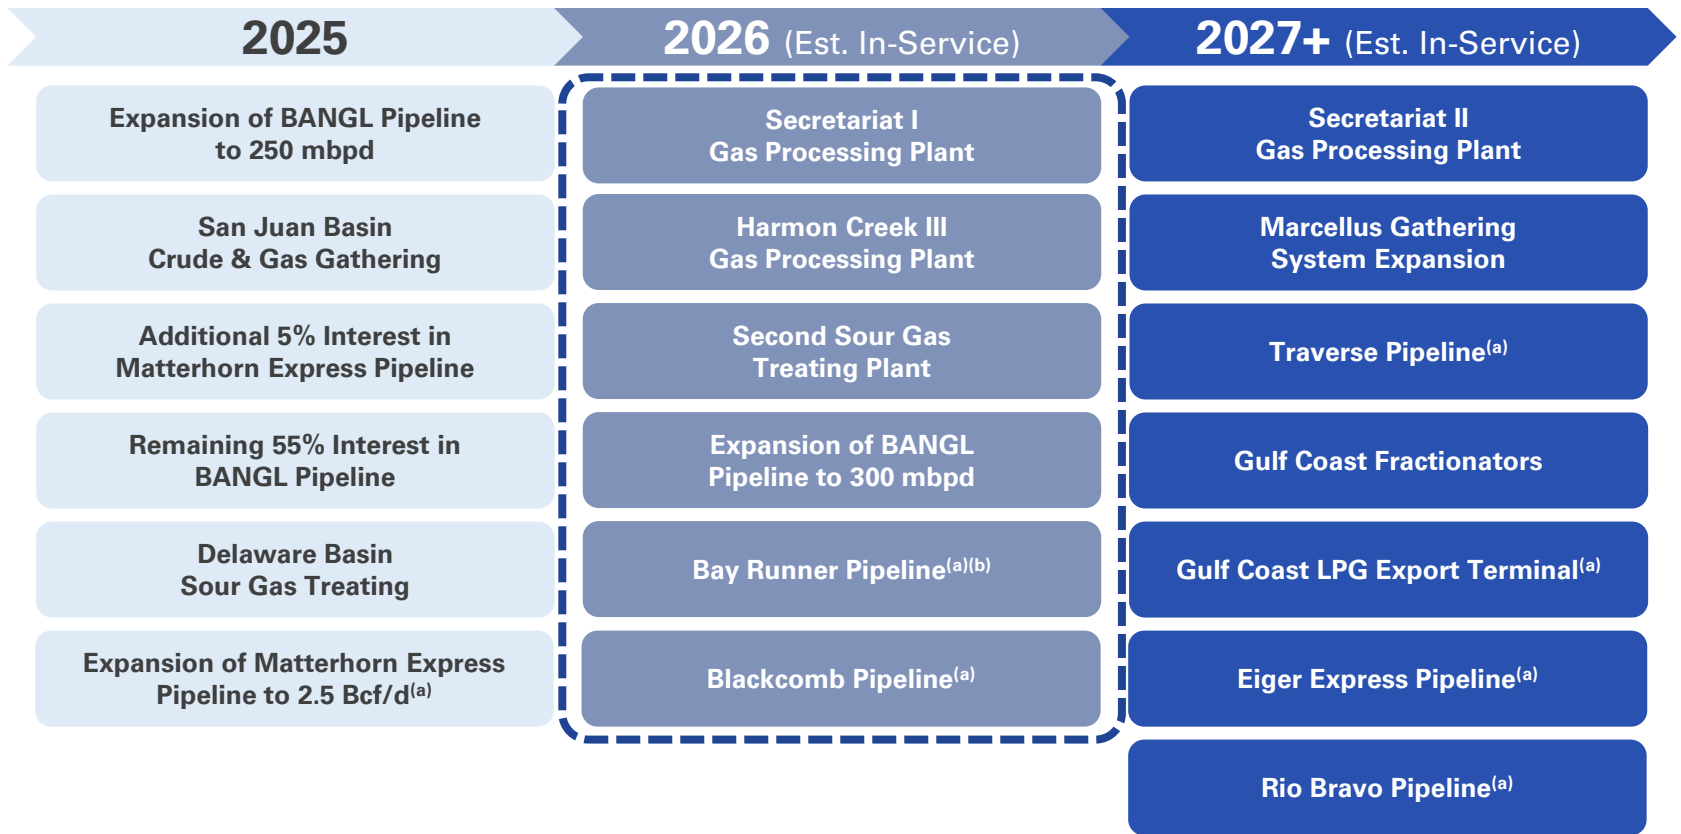 2025
Expansion of BANGL Pipeline
to 250 mbpd
San Juan Basin
Crude & Gas Gathering
Additional 5% Interest in
Matterhorn Express Pipeline
Remaining 55% Interest in
BANGL Pipeline
Delaware Basin
Sour Gas Treating
Expansion of Matterhorn Express
Pipeline to 2.5 Bcf/d(a)
2026 (Est. In-Service)
Secretariat I
Gas Processing Plant
Harmon Creek III
Gas Processing Plant
Second Sour Gas
Treating Plant
Expansion of BANGL
Pipeline to 300 mbpd
Bay Runner Pipeline(a)(b)
Blackcomb Pipeline(a)
2027+ (Est. In-Service)
Secretariat II
Gas Processing Plant
Marcellus Gathering
System Expansion
Traverse Pipeline(a)
Gulf Coast Fractionators
Gulf Coast LPG Export Terminal(a)
Eiger Express Pipeline(a)
Rio Bravo Pipeline(a)